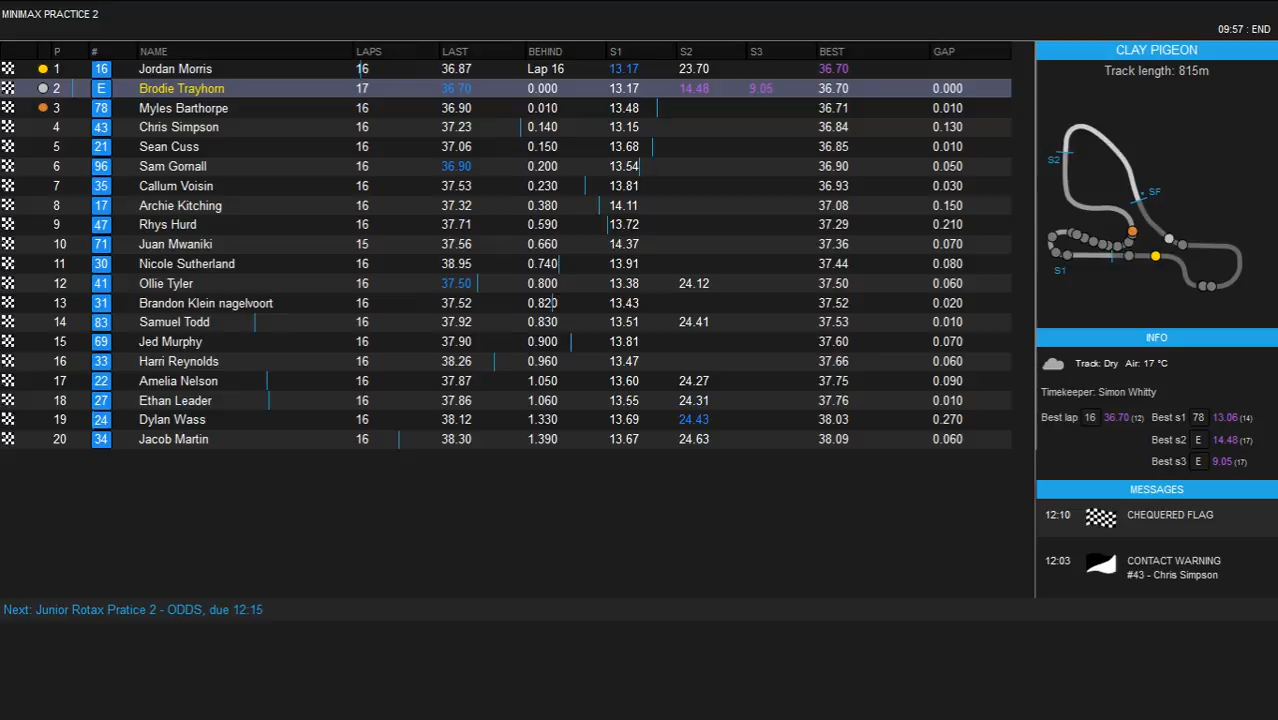 MINIMAX PRACTICE 2
09:57 : END
P # NAME LAPS LAST BEHIND S1 S2 S3 BEST GAP
1 16 Jordan Morris 16 36.87 Lap 16 13.17 23.70 36.70
2 E Brodie Trayhorn 17 36.70 0.000 13.17 14.48 9.05 36.70 0.000
3 78 Myles Barthorpe 16 36.90 0.010 13.48 36.71 0.010
4 43 Chris Simpson 16 37.23 0.140 13.15 36.84 0.130
5 21 Sean Cuss 16 37.06 0.150 13.68 36.85 0.010
6 96 Sam Gornall 16 36.90 0.200 13.54 36.90 0.050
7 35 Callum Voisin 16 37.53 0.230 13.81 36.93 0.030
8 17 Archie Kitching 16 37.32 0.380 14.11 37.08 0.150
9 47 Rhys Hurd 16 37.71 0.590 13.72 37.29 0.210
10 71 Juan Mwaniki 15 37.56 0.660 14.37 37.36 0.070
11 30 Nicole Sutherland 16 38.95 0.740 13.91 37.44 0.080
12 41 Ollie Tyler 16 37.50 0.800 13.38 24.12 37.50 0.060
13 31 Brandon Klein nagelvoort 16 37.52 0.820 13.43 37.52 0.020
14 83 Samuel Todd 16 37.92 0.830 13.51 24.41 37.53 0.010
15 69 Jed Murphy 16 37.90 0.900 13.81 37.60 0.070
16 33 Harri Reynolds 16 38.26 0.960 13.47 37.66 0.060
17 22 Amelia Nelson 16 37.87 1.050 13.60 24.27 37.75 0.090
18 27 Ethan Leader 16 37.86 1.060 13.55 24.31 37.76 0.010
19 24 Dylan Wass 16 38.12 1.330 13.69 24.43 38.03 0.270
20 34 Jacob Martin 16 38.30 1.390 13.67 24.63 38.09 0.060
CLAY PIGEON
Track length: 815m
S2
SF
S1
INFO
Track: Dry Air: 17 °C
Timekeeper: Simon Whitty
Best lap 16 36.70 (12) Best s1 78 13.06 (14)
Best s2 E 14.48 (17)
Best s3 E 9.05 (17)
MESSAGES
12:10 CHEQUERED FLAG
12:03 CONTACT WARNING
#43 - Chris Simpson
Next: Junior Rotax Pratice 2 - ODDS, due 12:15